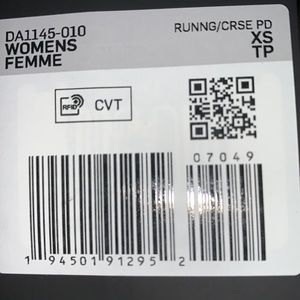 DA1145-010
WOMENS
FEMME
RUNNG/CRSE PD
XS
TP
RFID
CVT
07049
1 94501 91295 2